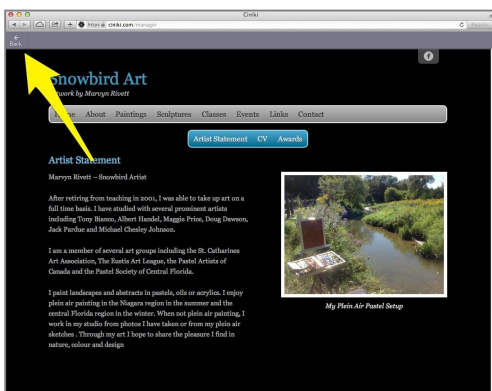 Ciniki
https ciniki.com/manager
Reader
Back
f
Snowbird Art
Artwork by Marvyn Rivett
Home About Paintings Sculptures Classes Events Links Contact
Artist Statement CV Awards
Artist Statement
Marvyn Rivett – Snowbird Artist
After retiring from teaching in 2001, I was able to take up art on a
full time basis. I have studied with several prominent artists
including Tony Bianco, Albert Handel, Maggie Price, Doug Dawson,
Jack Pardue and Michael Chesley Johnson.
I am a member of several art groups including the St. Catharines
Art Association, The Eustis Art League, the Pastel Artists of
Canada and the Pastel Society of Central Florida.
I paint landscapes and abstracts in pastels, oils or acrylics. I enjoy
plein air painting in the Niagara region in the summer and the
central Florida region in the winter. When not plein air painting, I
work in my studio from photos I have taken or from my plein air
sketches . Through my art I hope to share the pleasure I find in
nature, colour and design
My Plein Air Pastel Setup